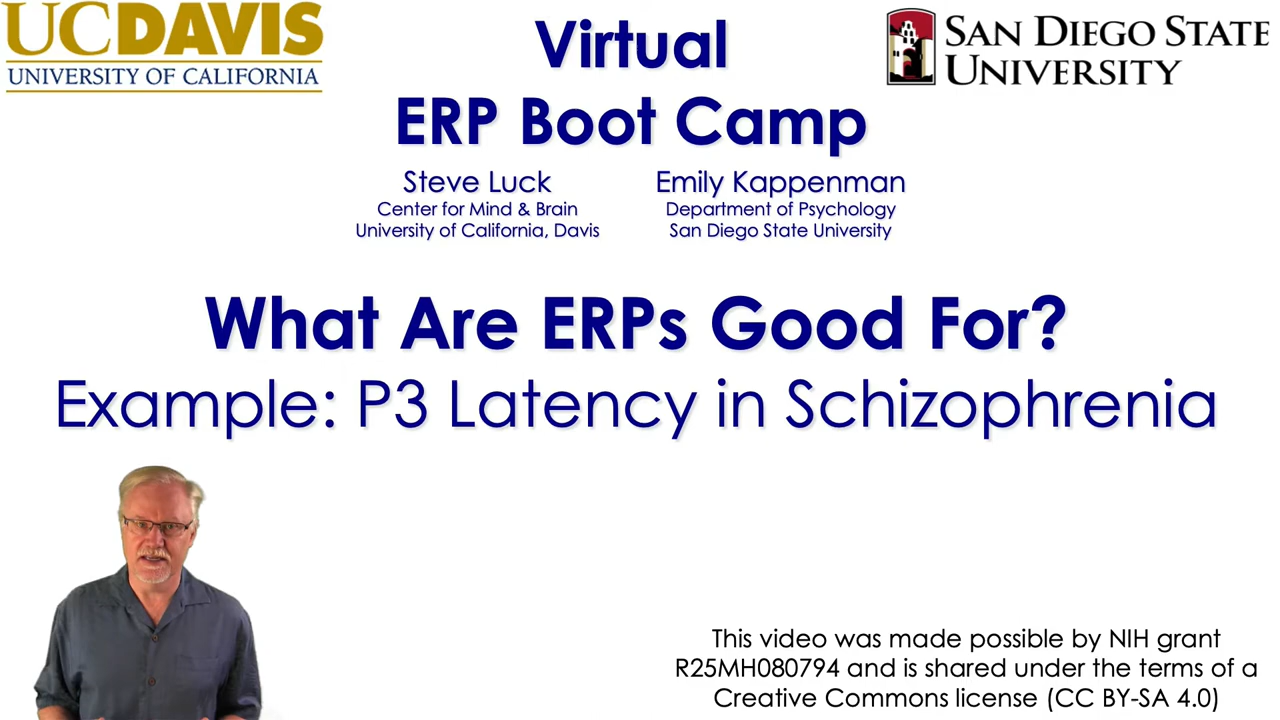 UCDAVIS
UNIVERSITY OF CALIFORNIA
Virtual
ERP Boot Camp
SAN DIEGO STATE
UNIVERSITY
Steve Luck
Center for Mind & Brain
University of California, Davis
Emily Kappenman
Department of Psychology
San Diego State University
What Are ERPs Good For?
Example: P3 Latency in Schizophrenia
This video was made possible by NIH grant
R25MH080794 and is shared under the terms of a
Creative Commons license (CC BY-SA 4.0)